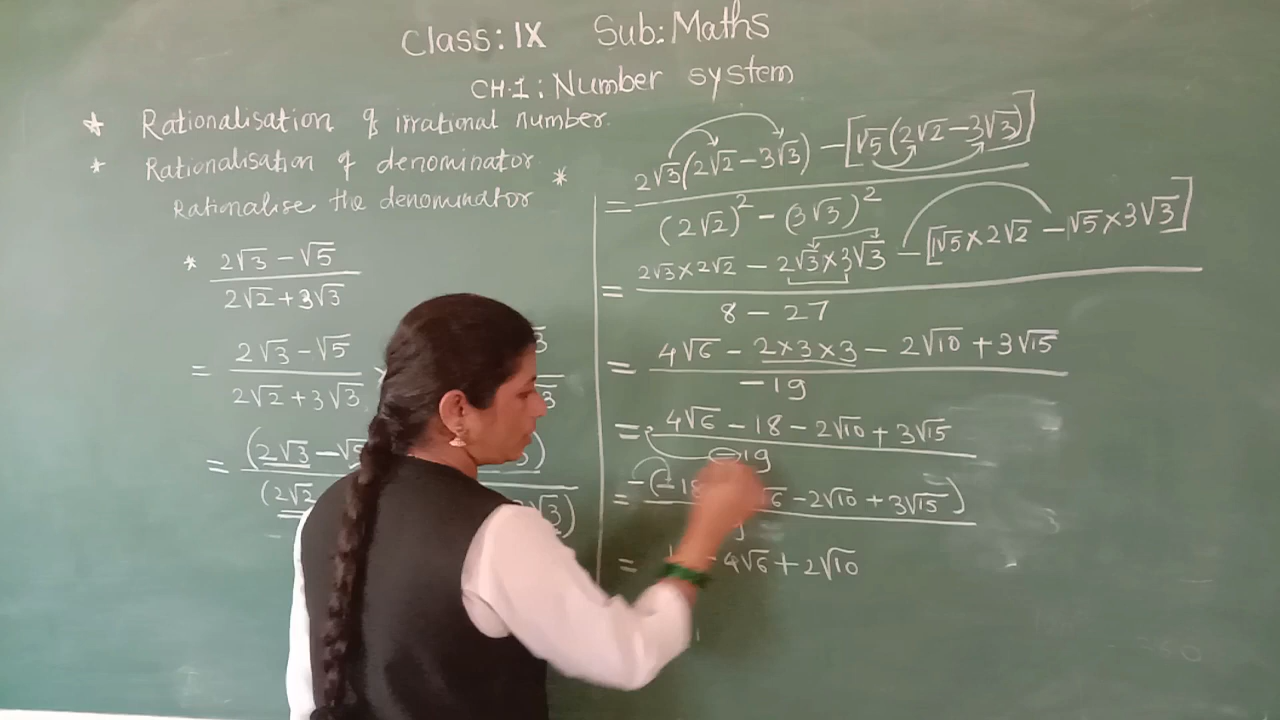 Class: IX Sub: Maths
CH.1: Number system
* Rationalisation of irrational number.
* Rationalisation of denominator
Rationalise the denominator
* (2√3 - √5)/(2√2 + 3√3)
= (2√3 - √5)/(2√2 + 3√3) ×
= (2√3 - √5
(2√2 3√3)
* = (2√3(2√2 - 3√3) - [√5(2√2 - 3√3)])/((2√2)² - (3√3)²)
= (2√3 × 2√2 - 2√3 × 3√3 - [√5 × 2√2 - √5 × 3√3])/(8 - 27)
= (4√6 - 2×3×3 - 2√10 + 3√15)/(-19)
= (4√6 - 18 - 2√10 + 3√15)/(-19)
= -(-18 √6 - 2√10 + 3√15)
= - 4√6 + 2√10